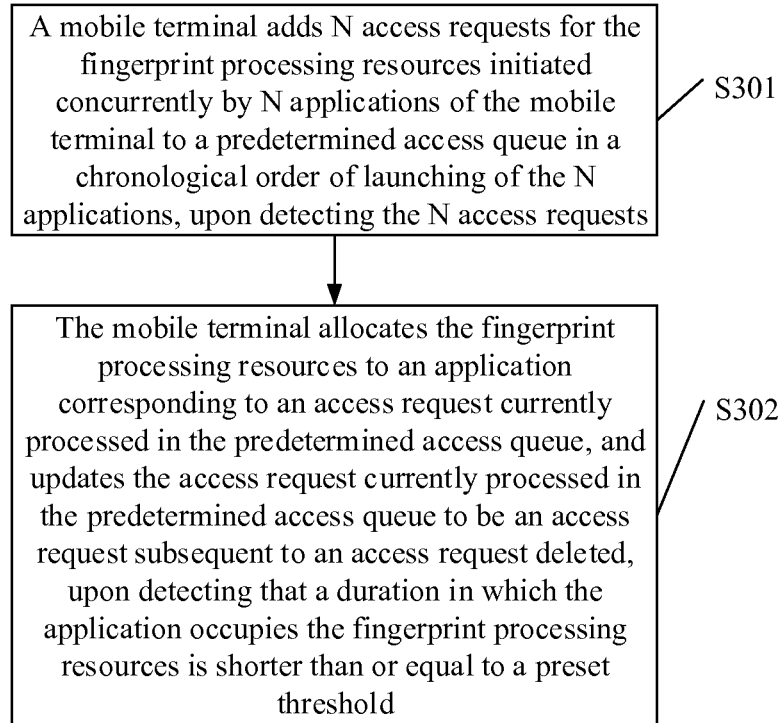 A mobile terminal adds N access requests for the
fingerprint processing resources initiated
concurrently by N applications of the mobile
terminal to a predetermined access queue in a
chronological order of launching of the N
applications, upon detecting the N access requests
S301
The mobile terminal allocates the fingerprint
processing resources to an application
corresponding to an access request currently
processed in the predetermined access queue, and
updates the access request currently processed in
the predetermined access queue to be an access
request subsequent to an access request deleted,
upon detecting that a duration in which the
application occupies the fingerprint processing
resources is shorter than or equal to a preset
threshold
S302